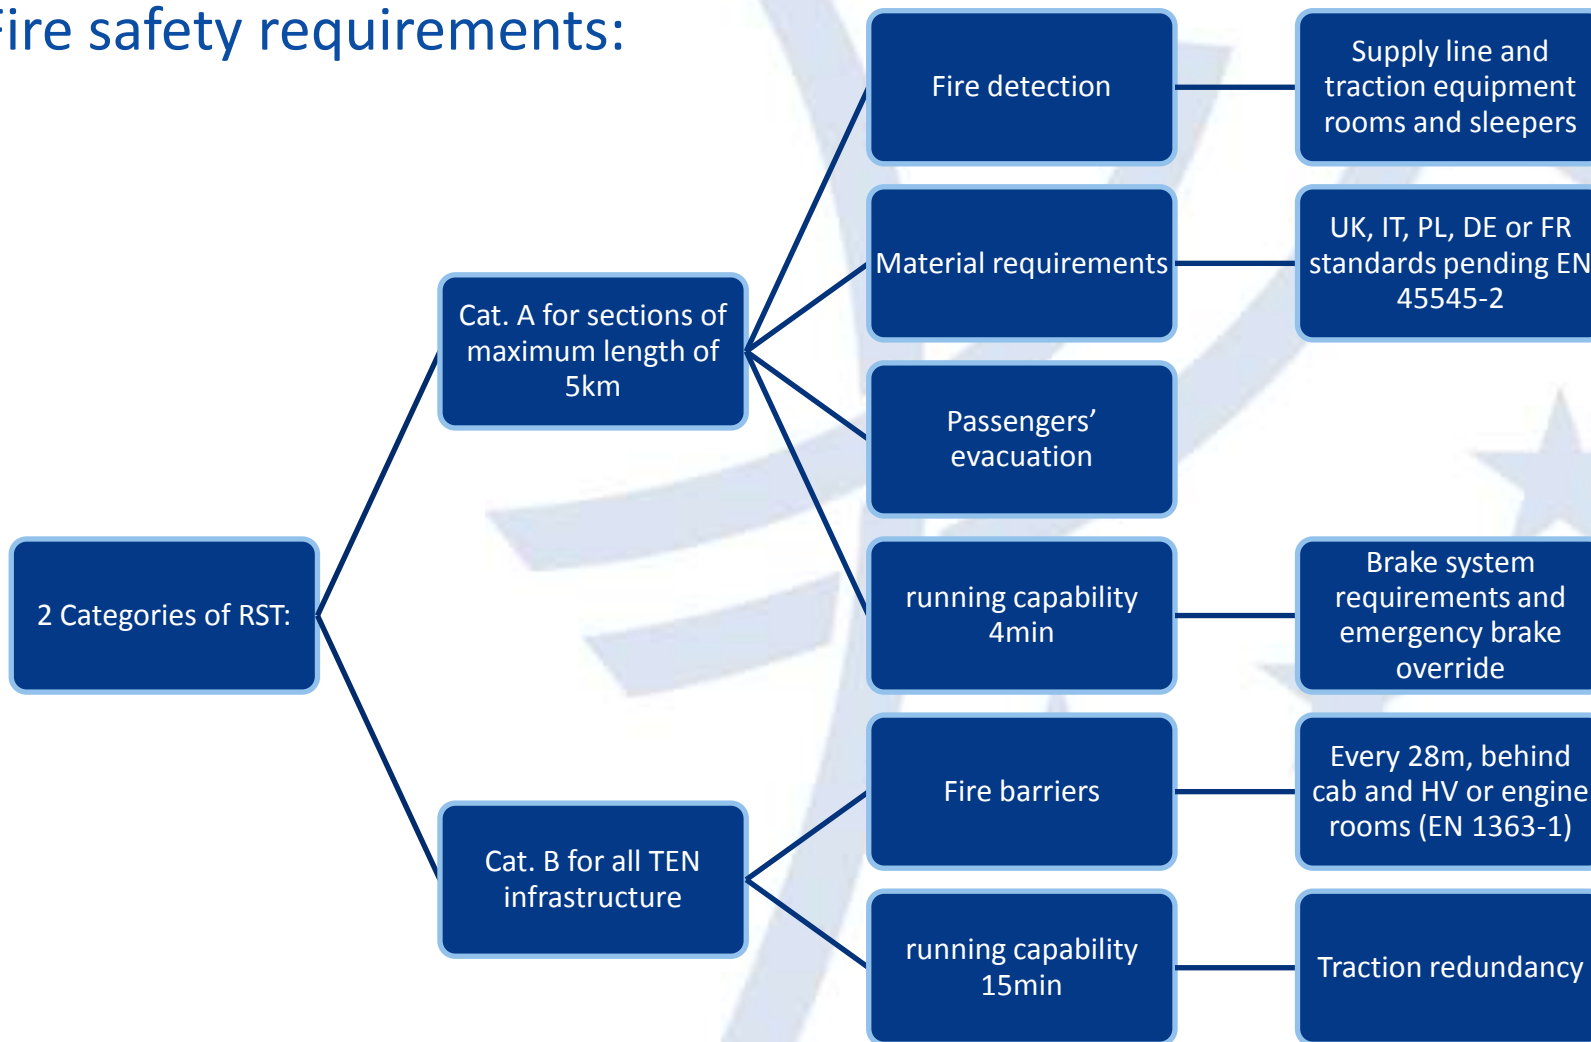 Fire safety requirements:
Fire detection
Supply line and
traction equipment
rooms and sleepers
Material requirements
UK, IT, PL, DE or FR
standards pending EN
45545-2
Cat. A for sections of
maximum length of
5km
Passengers’
evacuation
2 Categories of RST:
running capability
4min
Brake system
requirements and
emergency brake
override
Fire barriers
Every 28m, behind
cab and HV or engine
rooms (EN 1363-1)
Cat. B for all TEN
infrastructure
running capability
15min
Traction redundancy